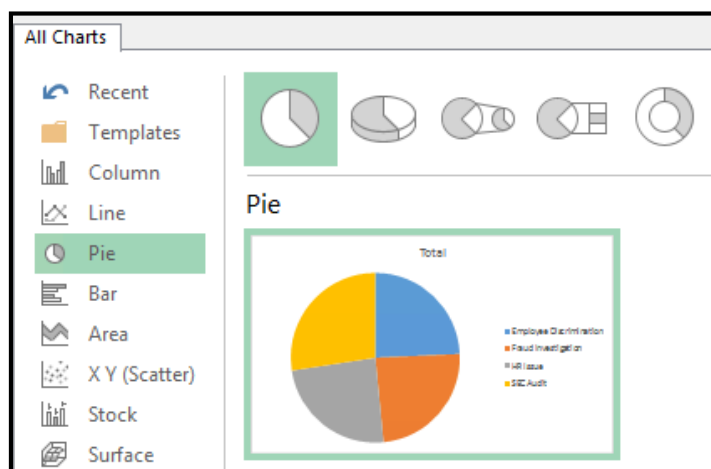 All Charts
Recent
Templates
Column
Line
Pie
Bar
Area
X Y (Scatter)
Stock
Surface
Pie
Total
Employee Discrimination
Fraud Investigation
HR Issue
SEC Audit